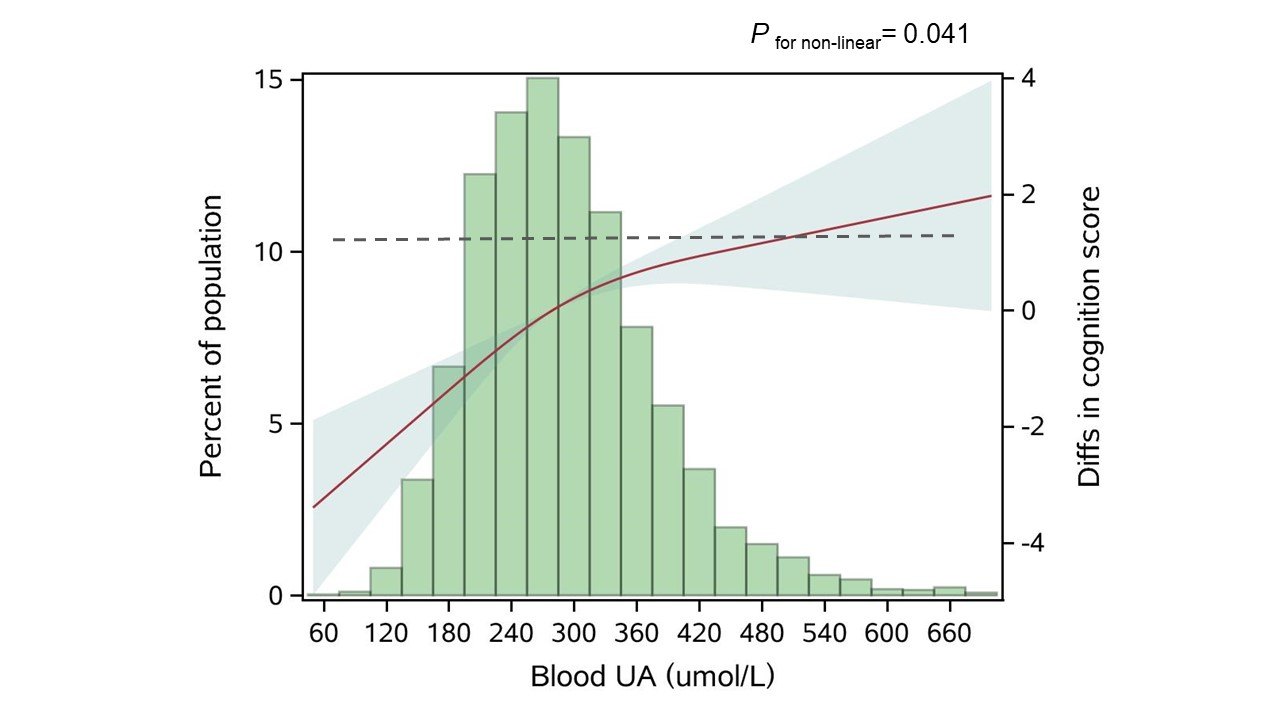 P for non-linear= 0.041
15
10
5
0
4
2
0
-2
-4
Percent of population
Diffs in cognition score
60 120 180 240 300 360 420 480 540 600 660
Blood UA (umol/L)